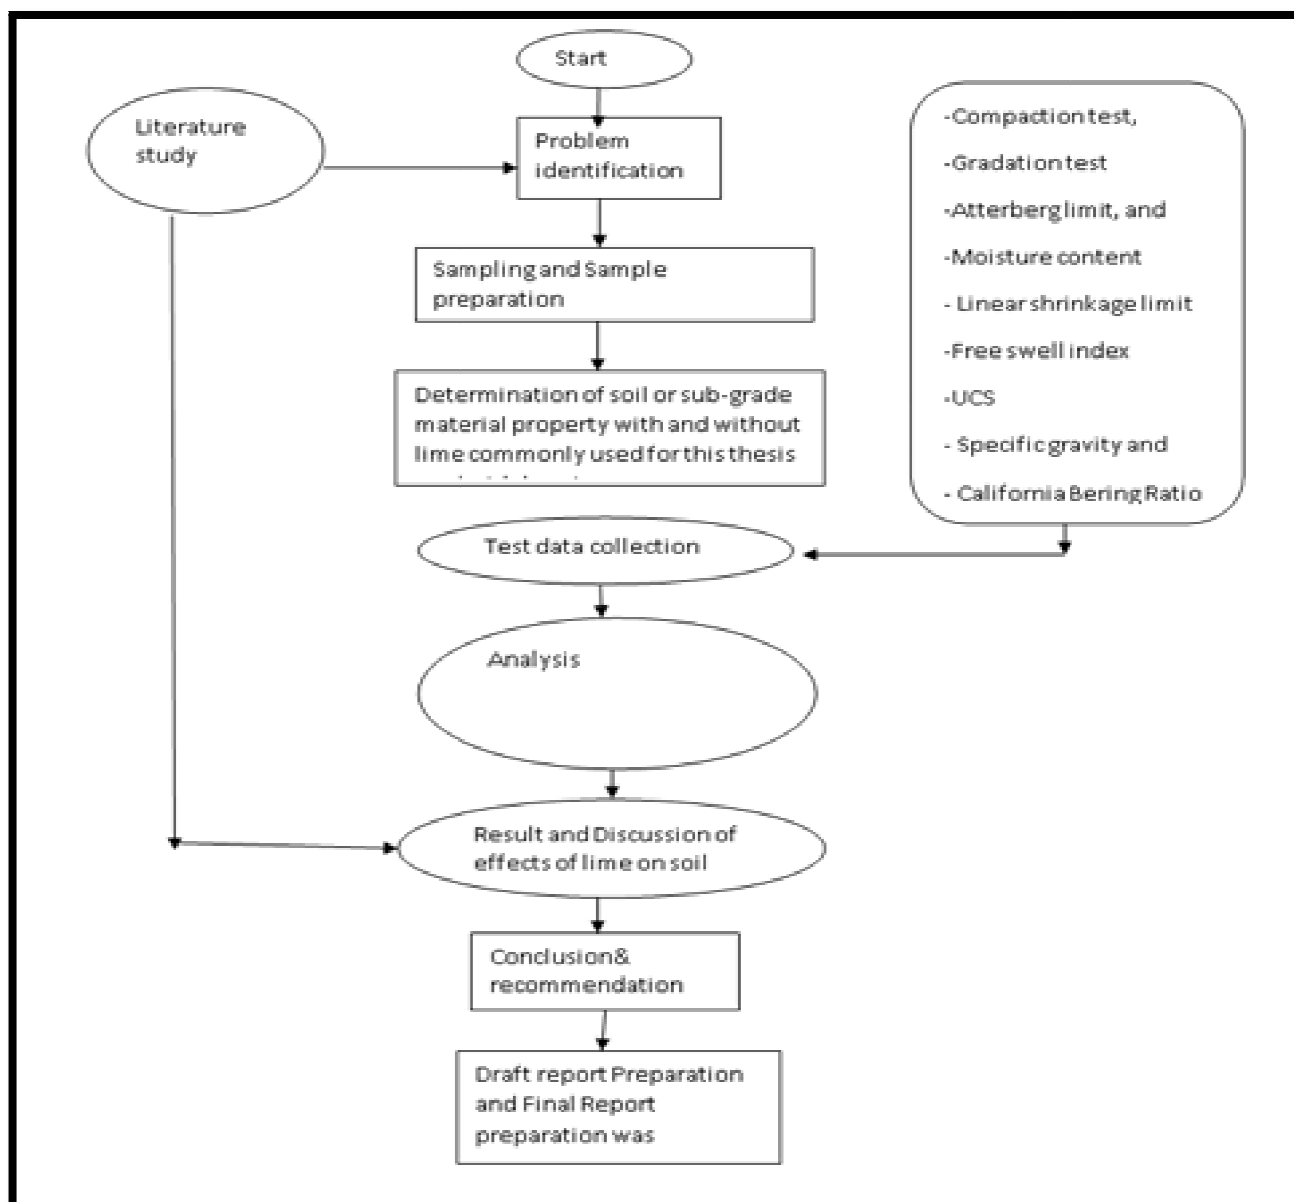 Start
Literature
study
Problem
identification
Sampling and Sample
preparation
Determination of soil or sub-grade
material property with and without
lime commonly used for this thesis
-Compaction test,
-Gradation test
-Atterberg limit, and
-Moisture content
- Linear shrinkage limit
-Free swell index
-UCS
- Specific gravity and
- California Bering Ratio
Test data collection
Analysis
Result and Discussion of
effects of lime on soil
Conclusion&
recommendation
Draft report Preparation
and Final Report
preparation was